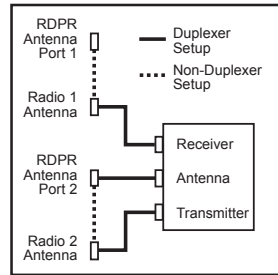 RDPR
Antenna
Port 1
Duplexer
Setup
Non-Duplexer
Setup
Radio 1
Antenna
Receiver
RDPR
Antenna
Port 2
Antenna
Transmitter
Radio 2
Antenna